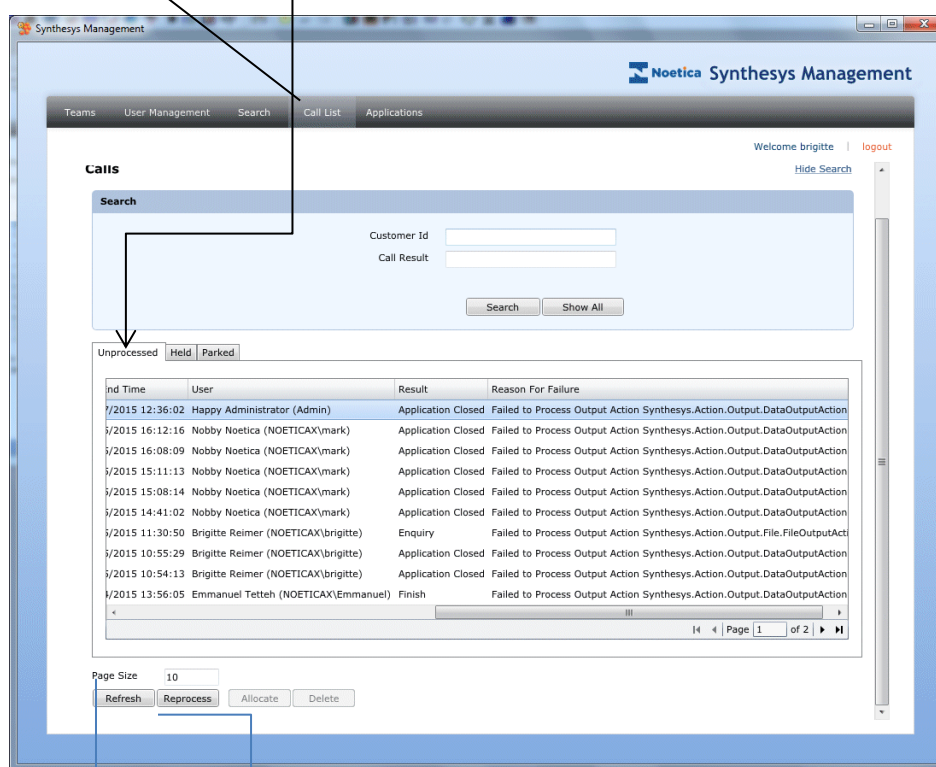 Synthesys Management
Noetica Synthesys Management
Teams User Management Search Call List Applications
Welcome brigitte | logout
Calls Hide Search
Search
Customer Id
Call Result
Search Show All
Unprocessed Held Parked
nd Time User Result Reason For Failure
/2015 12:36:02 Happy Administrator (Admin) Application Closed Failed to Process Output Action Synthesys.Action.Output.DataOutputAction
/2015 16:12:16 Nobby Noetica (NOETICAX\mark) Application Closed Failed to Process Output Action Synthesys.Action.Output.DataOutputAction
/2015 16:08:09 Nobby Noetica (NOETICAX\mark) Application Closed Failed to Process Output Action Synthesys.Action.Output.DataOutputAction
/2015 15:11:13 Nobby Noetica (NOETICAX\mark) Application Closed Failed to Process Output Action Synthesys.Action.Output.DataOutputAction
/2015 15:08:14 Nobby Noetica (NOETICAX\mark) Application Closed Failed to Process Output Action Synthesys.Action.Output.DataOutputAction
/2015 14:41:02 Nobby Noetica (NOETICAX\mark) Application Closed Failed to Process Output Action Synthesys.Action.Output.DataOutputAction
/2015 11:30:50 Brigitte Reimer (NOETICAX\brigitte) Enquiry Failed to Process Output Action Synthesys.Action.Output.File.FileOutputActi
/2015 10:55:29 Brigitte Reimer (NOETICAX\brigitte) Application Closed Failed to Process Output Action Synthesys.Action.Output.DataOutputAction
/2015 10:54:13 Brigitte Reimer (NOETICAX\brigitte) Application Closed Failed to Process Output Action Synthesys.Action.Output.DataOutputAction
/2015 13:56:05 Emmanuel Tetteh (NOETICAX\Emmanuel) Finish Failed to Process Output Action Synthesys.Action.Output.DataOutputAction
Page 1 of 2
Page Size 10
Refresh Reprocess Allocate Delete